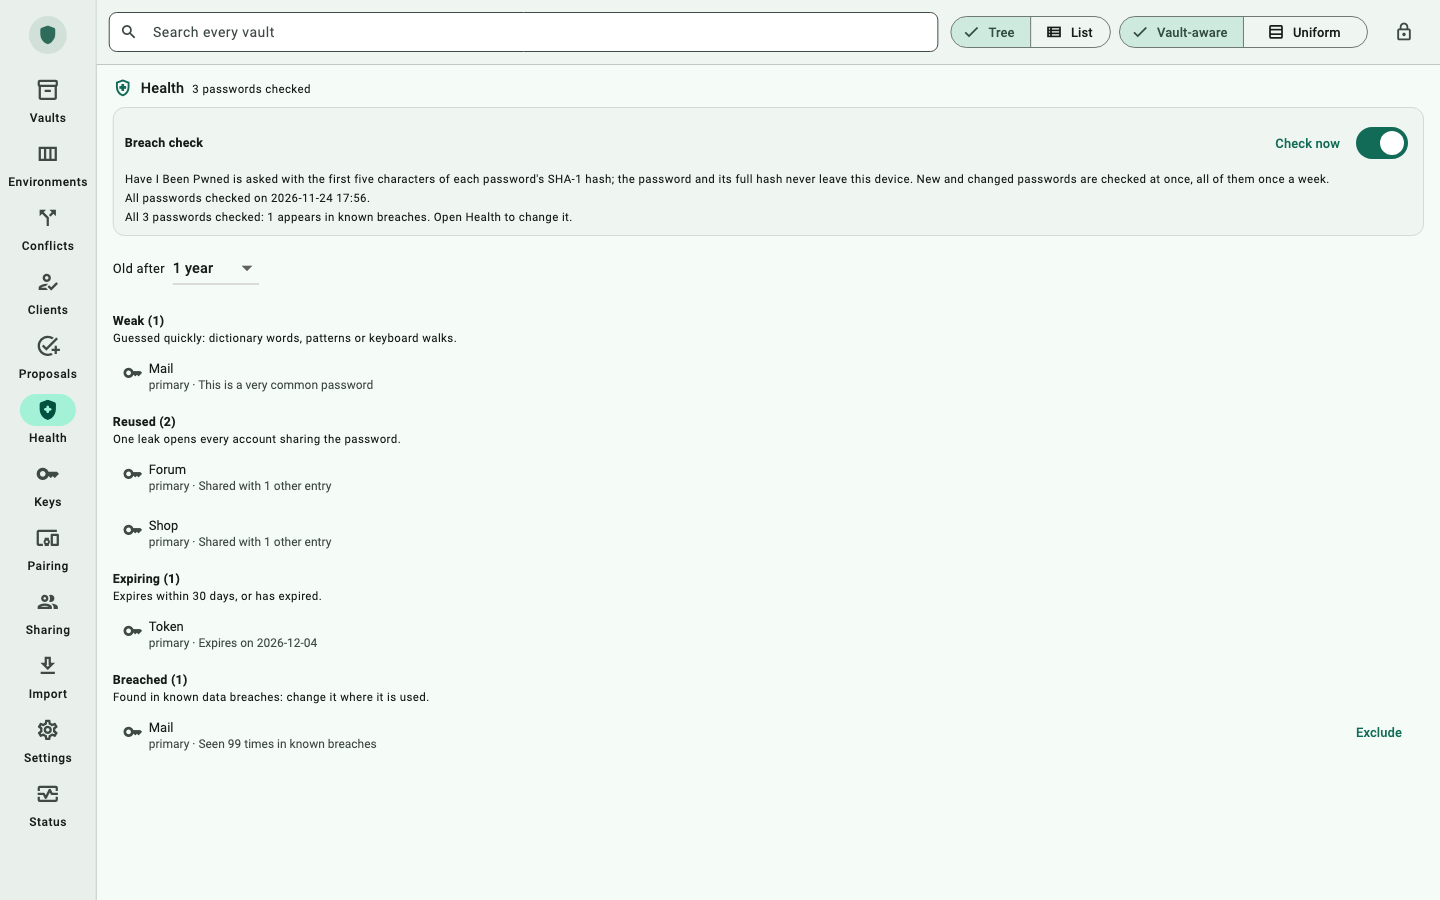 Search every vault
Tree
List
Vault-aware
Uniform
Vaults
Environments
Conflicts
Clients
Proposals
Health
Keys
Pairing
Sharing
Import
Settings
Status
Health 3 passwords checked
Breach check
Check now
Have I Been Pwned is asked with the first five characters of each password's SHA-1 hash; the password and its full hash never leave this device. New and changed passwords are checked at once, all of them once a week.
All passwords checked on 2026-11-24 17:56.
All 3 passwords checked: 1 appears in known breaches. Open Health to change it.
Old after 1 year
Weak (1)
Guessed quickly: dictionary words, patterns or keyboard walks.
Mail
primary · This is a very common password
Reused (2)
One leak opens every account sharing the password.
Forum
primary · Shared with 1 other entry
Shop
primary · Shared with 1 other entry
Expiring (1)
Expires within 30 days, or has expired.
Token
primary · Expires on 2026-12-04
Breached (1)
Found in known data breaches: change it where it is used.
Mail
primary · Seen 99 times in known breaches
Exclude